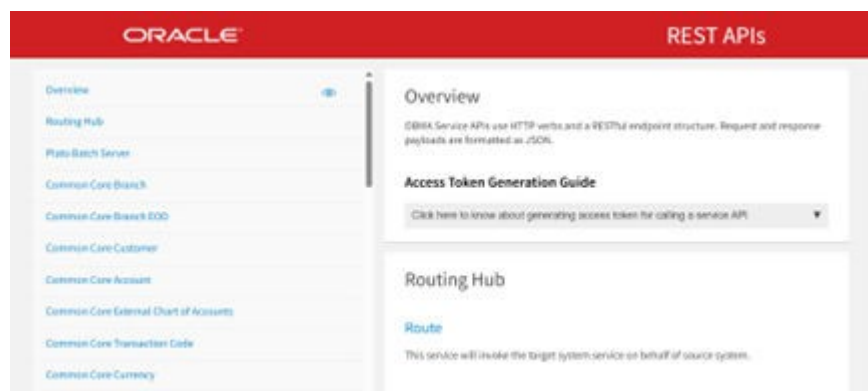 ORACLE
REST APIs
Overview
Routing Hub
Plato Batch Server
Common Core Branch
Common Core Branch EOD
Common Core Customer
Common Core Account
Common Core External Chart of Accounts
Common Core Transaction Code
Common Core Currency
Overview
OBMA Service APIs use HTTP verbs and a RESTful endpoint structure. Request and response
payloads are formatted as JSON.
Access Token Generation Guide
Click here to know about generating access token for calling a service API
Routing Hub
Route
This service will invoke the target system service on behalf of source system.